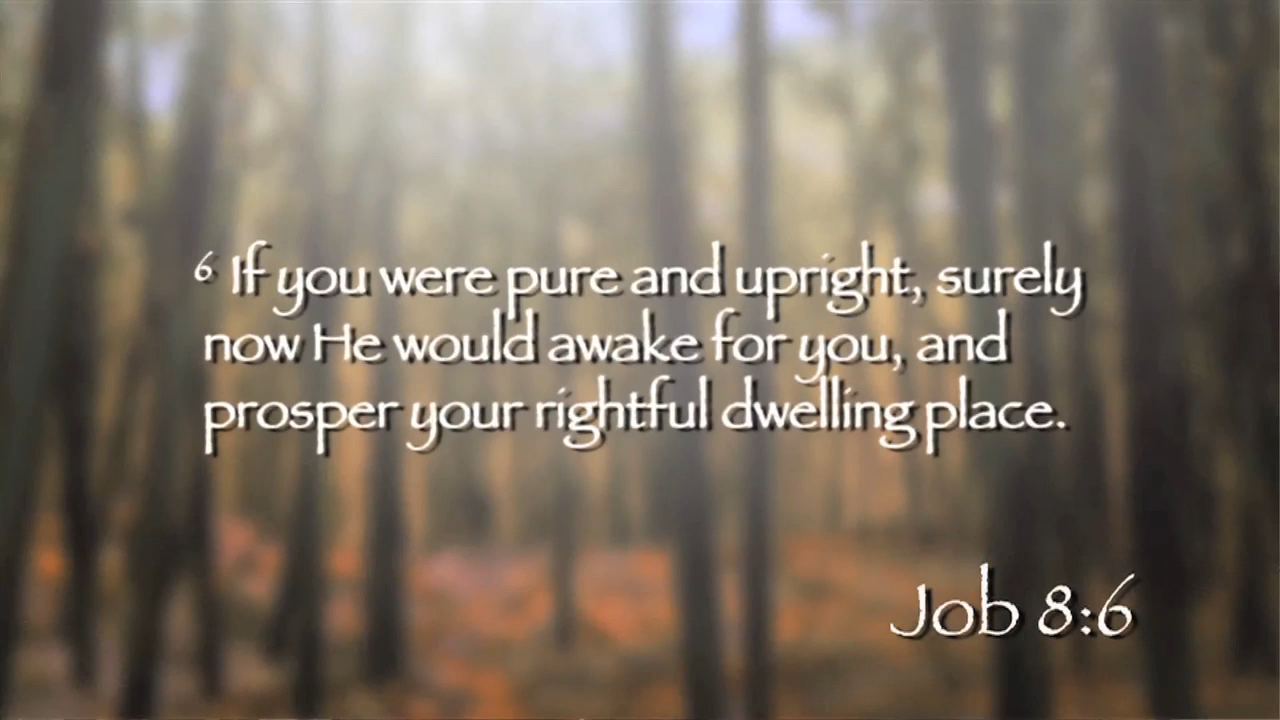 6 If you were pure and upright, surely
now He would awake for you, and
prosper your rightful dwelling place.
Job 8:6